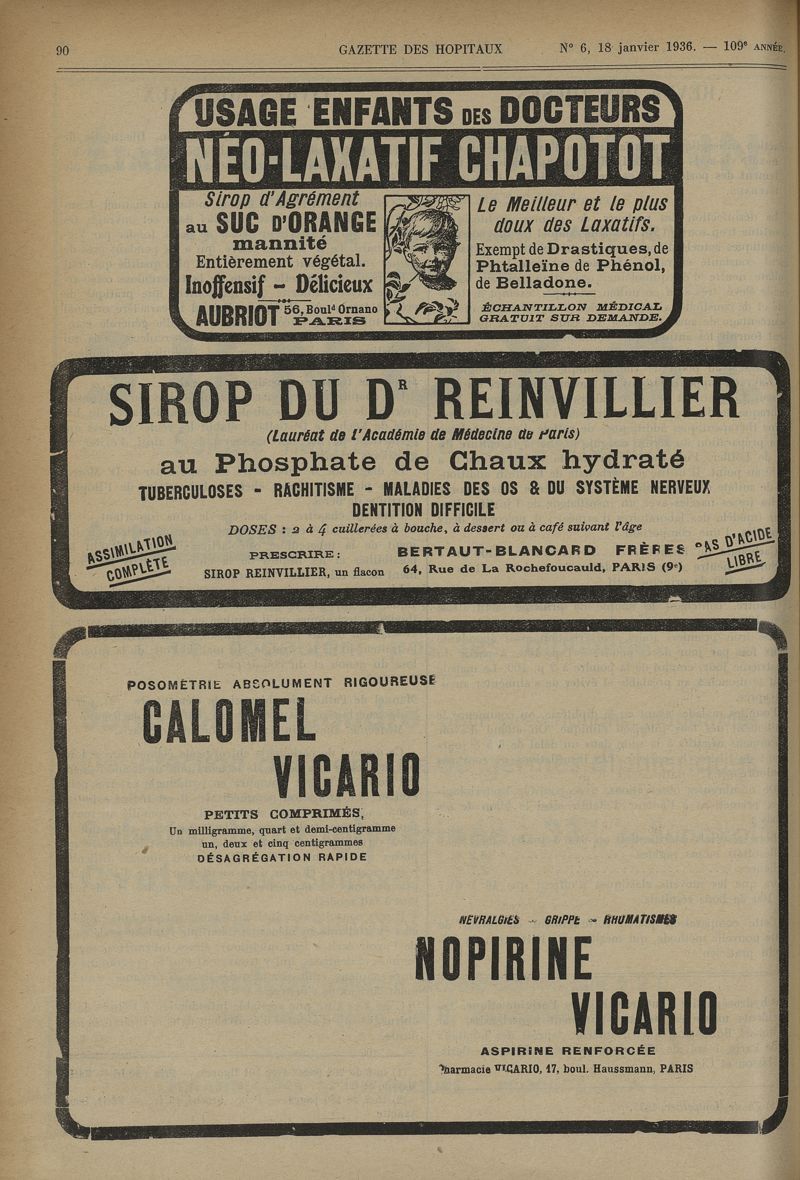 90
GAZETTE DES HOPITAUX
N° 6, 18 janvier 1936. — 109e ANNÉE.
USAGE ENFANTS DES DOCTEURS
NÉO-LAXATIF CHAPOTOT
Sirop d'Agrément
au SUC D'ORANGE
mannité
Entièrement végétal.
Inoffensif - Délicieux
AUBRIOT 56, Bould Ornano
PARIS
Le Meilleur et le plus
doux des Laxatifs.
Exempt de Drastiques, de
Phtalleïne de Phénol,
de Belladone.
ÉCHANTILLON MÉDICAL
GRATUIT SUR DEMANDE.
SIROP DU DR REINVILLIER
(Lauréat de l'Académie de Médecine de Paris)
au Phosphate de Chaux hydraté
TUBERCULOSES - RACHITISME - MALADIES DES OS & DU SYSTÈME NERVEUX
DENTITION DIFFICILE
DOSES : 2 à 4 cuillerées à bouche, à dessert ou à café suivant l'âge
ASSIMILATION
COMPLÈTE
PRESCRIRE :
SIROP REINVILLIER, un flacon
BERTAUT-BLANCARD FRÈRES
64, Rue de La Rochefoucauld, PARIS (9e)
PAS D'ACIDE
LIBRE
POSOMÉTRIE ABSOLUMENT RIGOUREUSE
CALOMEL
VICARIO
PETITS COMPRIMÉS,
Un milligramme, quart et demi-centigramme
un, deux et cinq centigrammes
DÉSAGRÉGATION RAPIDE
NEVRALGIES - GRIPPE - RHUMATISMES
NOPIRINE
VICARIO
ASPIRINE RENFORCÉE
Pharmacie VICARIO, 17, boul. Haussmann, PARIS